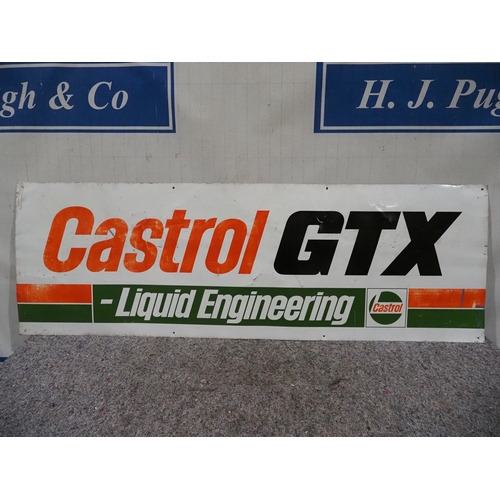 gh & Co
H. J. Pug
Castrol GTX
-Liquid Engineering
Castrol